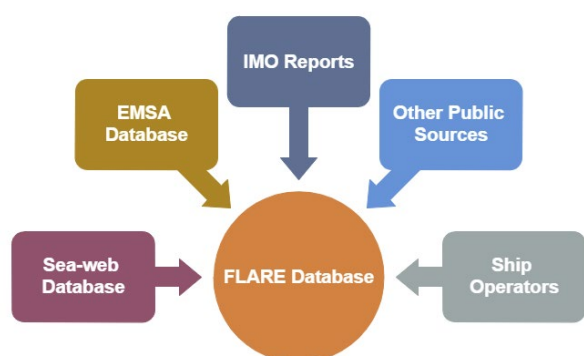 IMO Reports
EMSA
Database
Other Public
Sources
Sea-web
Database
FLARE Database
Ship
Operators